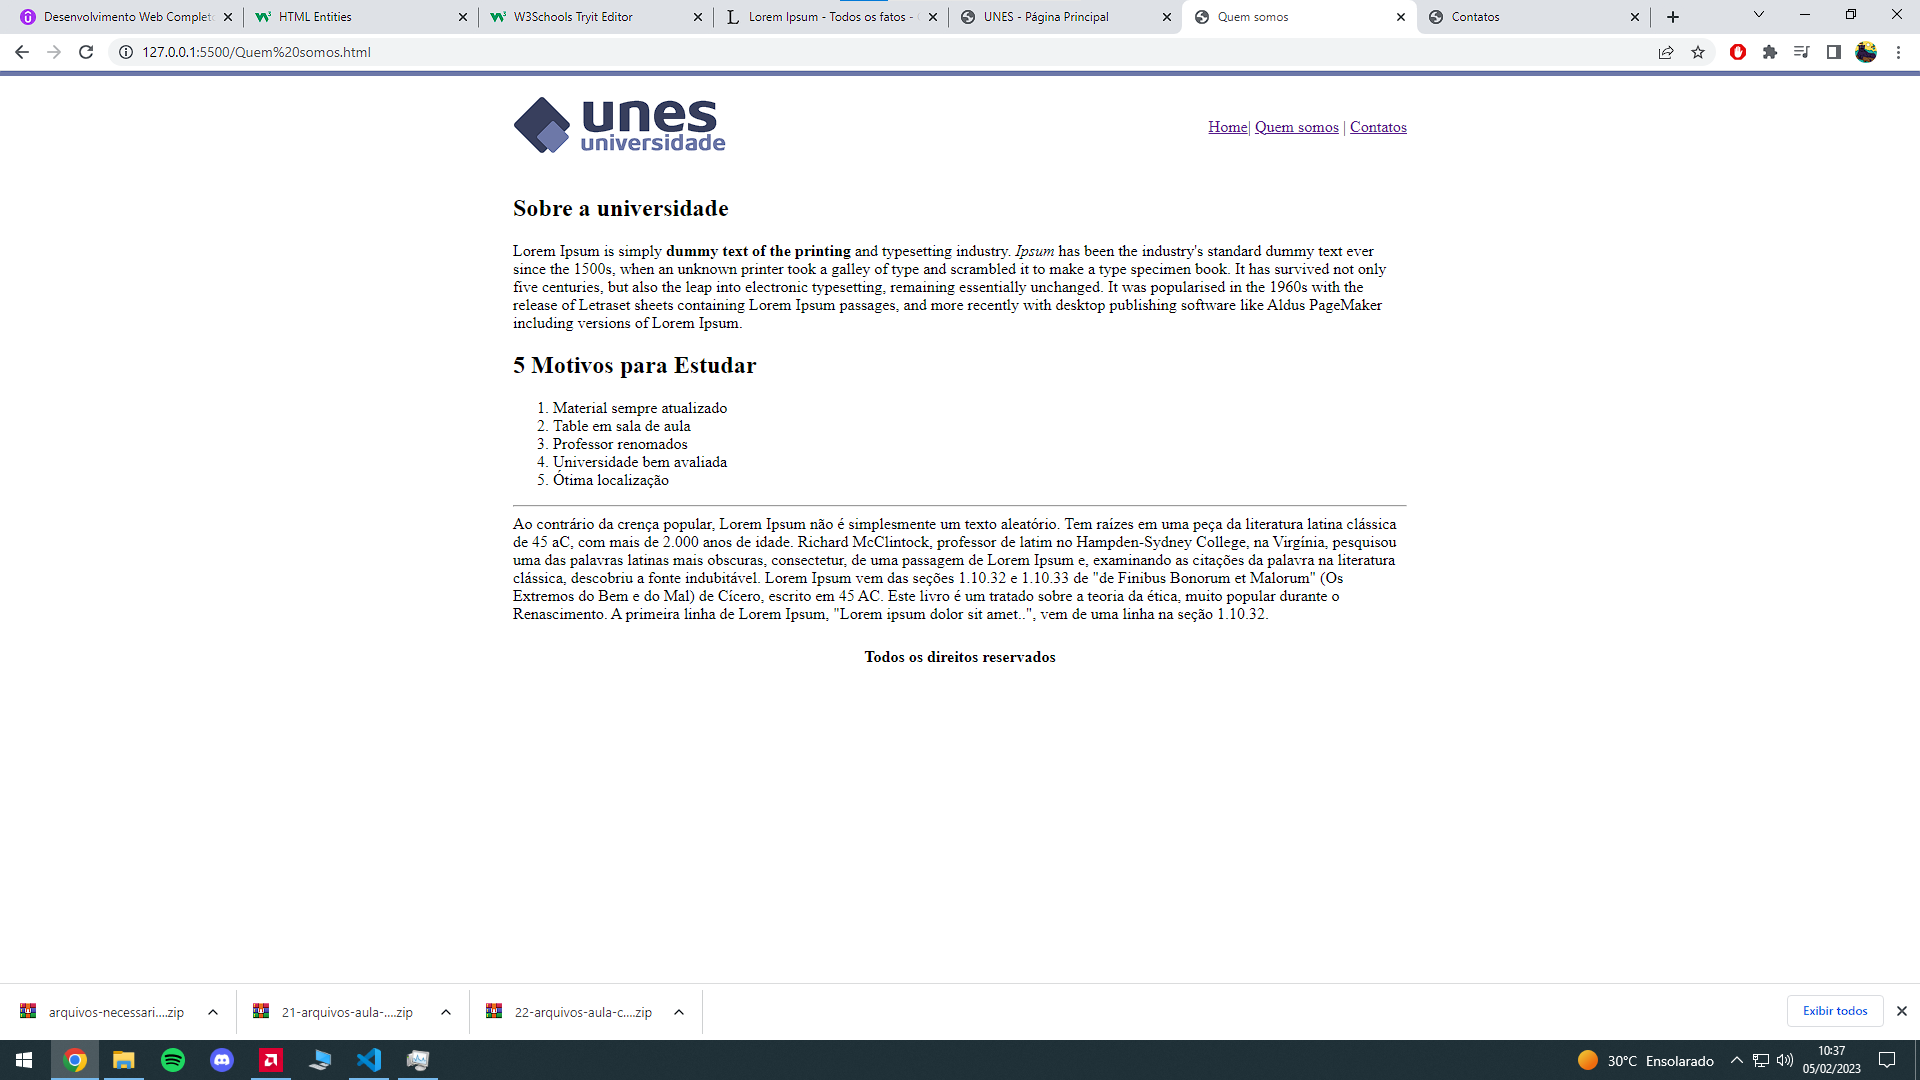 Desenvolvimento Web Complet
HTML Entities
W3Schools Tryit Editor
Lorem Ipsum - Todos os fatos -
UNES - Página Principal
Quem somos
Contatos
127.0.0.1:5500/Quem%20somos.html
unes
universidade
Home| Quem somos | Contatos
Sobre a universidade
Lorem Ipsum is simply dummy text of the printing and typesetting industry. Ipsum has been the industry's standard dummy text ever
since the 1500s, when an unknown printer took a galley of type and scrambled it to make a type specimen book. It has survived not only
five centuries, but also the leap into electronic typesetting, remaining essentially unchanged. It was popularised in the 1960s with the
release of Letraset sheets containing Lorem Ipsum passages, and more recently with desktop publishing software like Aldus PageMaker
including versions of Lorem Ipsum.
5 Motivos para Estudar
1. Material sempre atualizado
2. Table em sala de aula
3. Professor renomados
4. Universidade bem avaliada
5. Ótima localização
Ao contrário da crença popular, Lorem Ipsum não é simplesmente um texto aleatório. Tem raízes em uma peça da literatura latina clássica
de 45 aC, com mais de 2.000 anos de idade. Richard McClintock, professor de latim no Hampden-Sydney College, na Virgínia, pesquisou
uma das palavras latinas mais obscuras, consectetur, de uma passagem de Lorem Ipsum e, examinando as citações da palavra na literatura
clássica, descobriu a fonte indubitável. Lorem Ipsum vem das seções 1.10.32 e 1.10.33 de "de Finibus Bonorum et Malorum" (Os
Extremos do Bem e do Mal) de Cícero, escrito em 45 AC. Este livro é um tratado sobre a teoria da ética, muito popular durante o
Renascimento. A primeira linha de Lorem Ipsum, "Lorem ipsum dolor sit amet..", vem de uma linha na seção 1.10.32.
Todos os direitos reservados
arquivos-necessari....zip
21-arquivos-aula-....zip
22-arquivos-aula-c....zip
Exibir todos
30°C Ensolarado
10:37
05/02/2023